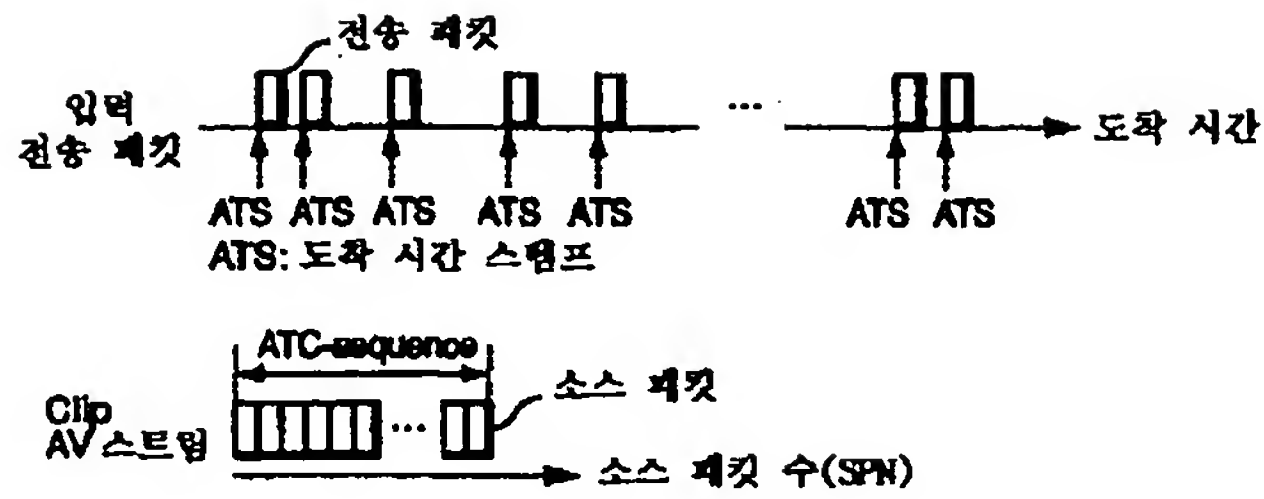 전송 패킷
입력
전송 패킷
...
도착 시간
ATS ATS ATS ATS ATS ATS ATS
ATS: 도착 시간 스탬프
ATC-sequence
소스 패킷
Clip
AV 스트림
...
소스 패킷 수(SPN)